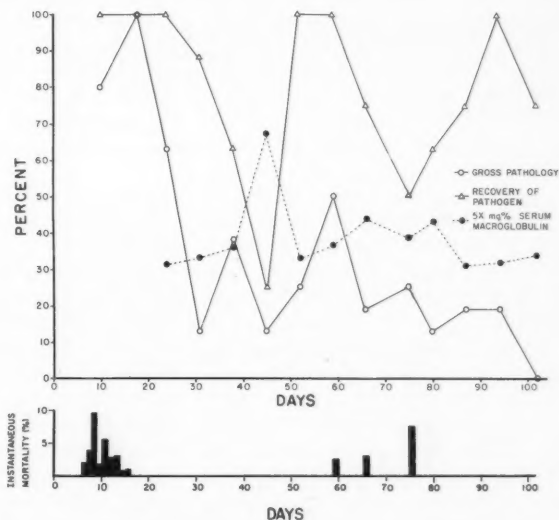 PERCENT
100
90
80
70
60
50
40
30
20
10
0
GROSS PATHOLOGY
RECOVERY OF PATHOGEN
5X mg% SERUM MACROGLOBULIN
0 10 20 30 40 50 60 70 80 90 100
DAYS
INSTANTANEOUS MORTALITY (%)
10
5
0 10 20 30 40 50 60 70 80 90 100
DAYS